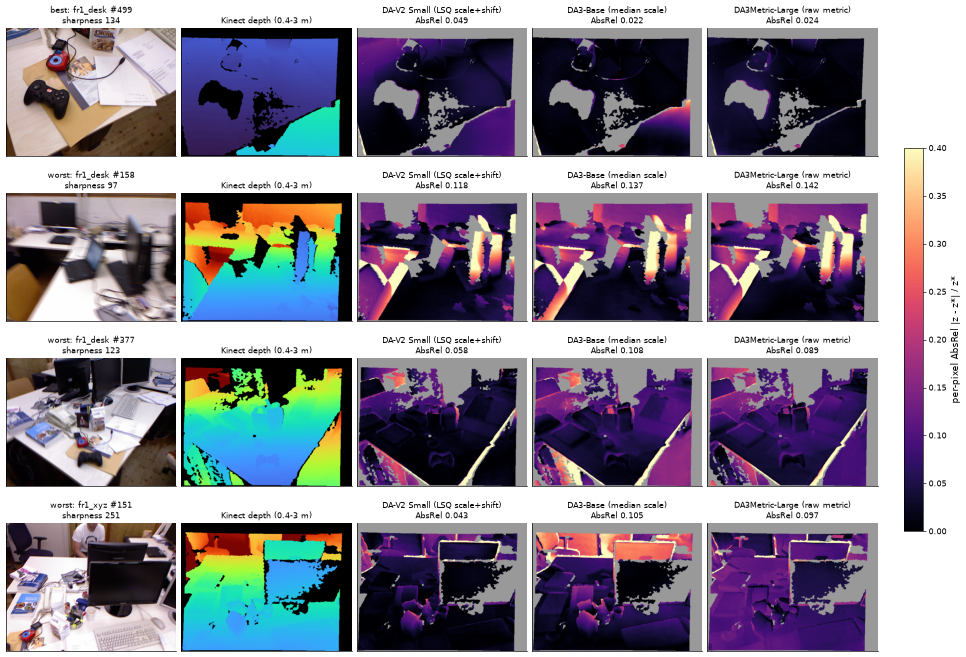 best: fr1_desk #499
sharpness 134
Kinect depth (0.4-3 m)
DA-V2 Small (LSQ scale+shift)
AbsRel 0.049
DA3-Base (median scale)
AbsRel 0.022
DA3Metric-Large (raw metric)
AbsRel 0.024
worst: fr1_desk #158
sharpness 97
Kinect depth (0.4-3 m)
DA-V2 Small (LSQ scale+shift)
AbsRel 0.118
DA3-Base (median scale)
AbsRel 0.137
DA3Metric-Large (raw metric)
AbsRel 0.142
worst: fr1_desk #377
sharpness 123
Kinect depth (0.4-3 m)
DA-V2 Small (LSQ scale+shift)
AbsRel 0.058
DA3-Base (median scale)
AbsRel 0.108
DA3Metric-Large (raw metric)
AbsRel 0.089
worst: fr1_xyz #151
sharpness 251
Kinect depth (0.4-3 m)
DA-V2 Small (LSQ scale+shift)
AbsRel 0.043
DA3-Base (median scale)
AbsRel 0.105
DA3Metric-Large (raw metric)
AbsRel 0.097
0.40
0.35
0.30
0.25
0.20
0.15
0.10
0.05
0.00
per-pixel AbsRel |z - z*| / z*